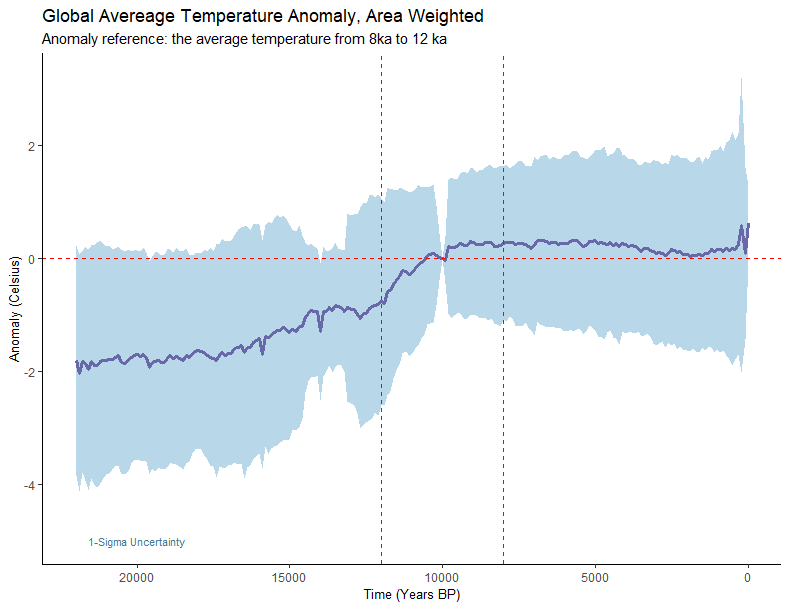 Global Avereage Temperature Anomaly, Area Weighted
Anomaly reference: the average temperature from 8ka to 12 ka
Anomaly (Celsius)
2
0
-2
-4
1-Sigma Uncertainty
20000
15000
10000
5000
0
Time (Years BP)